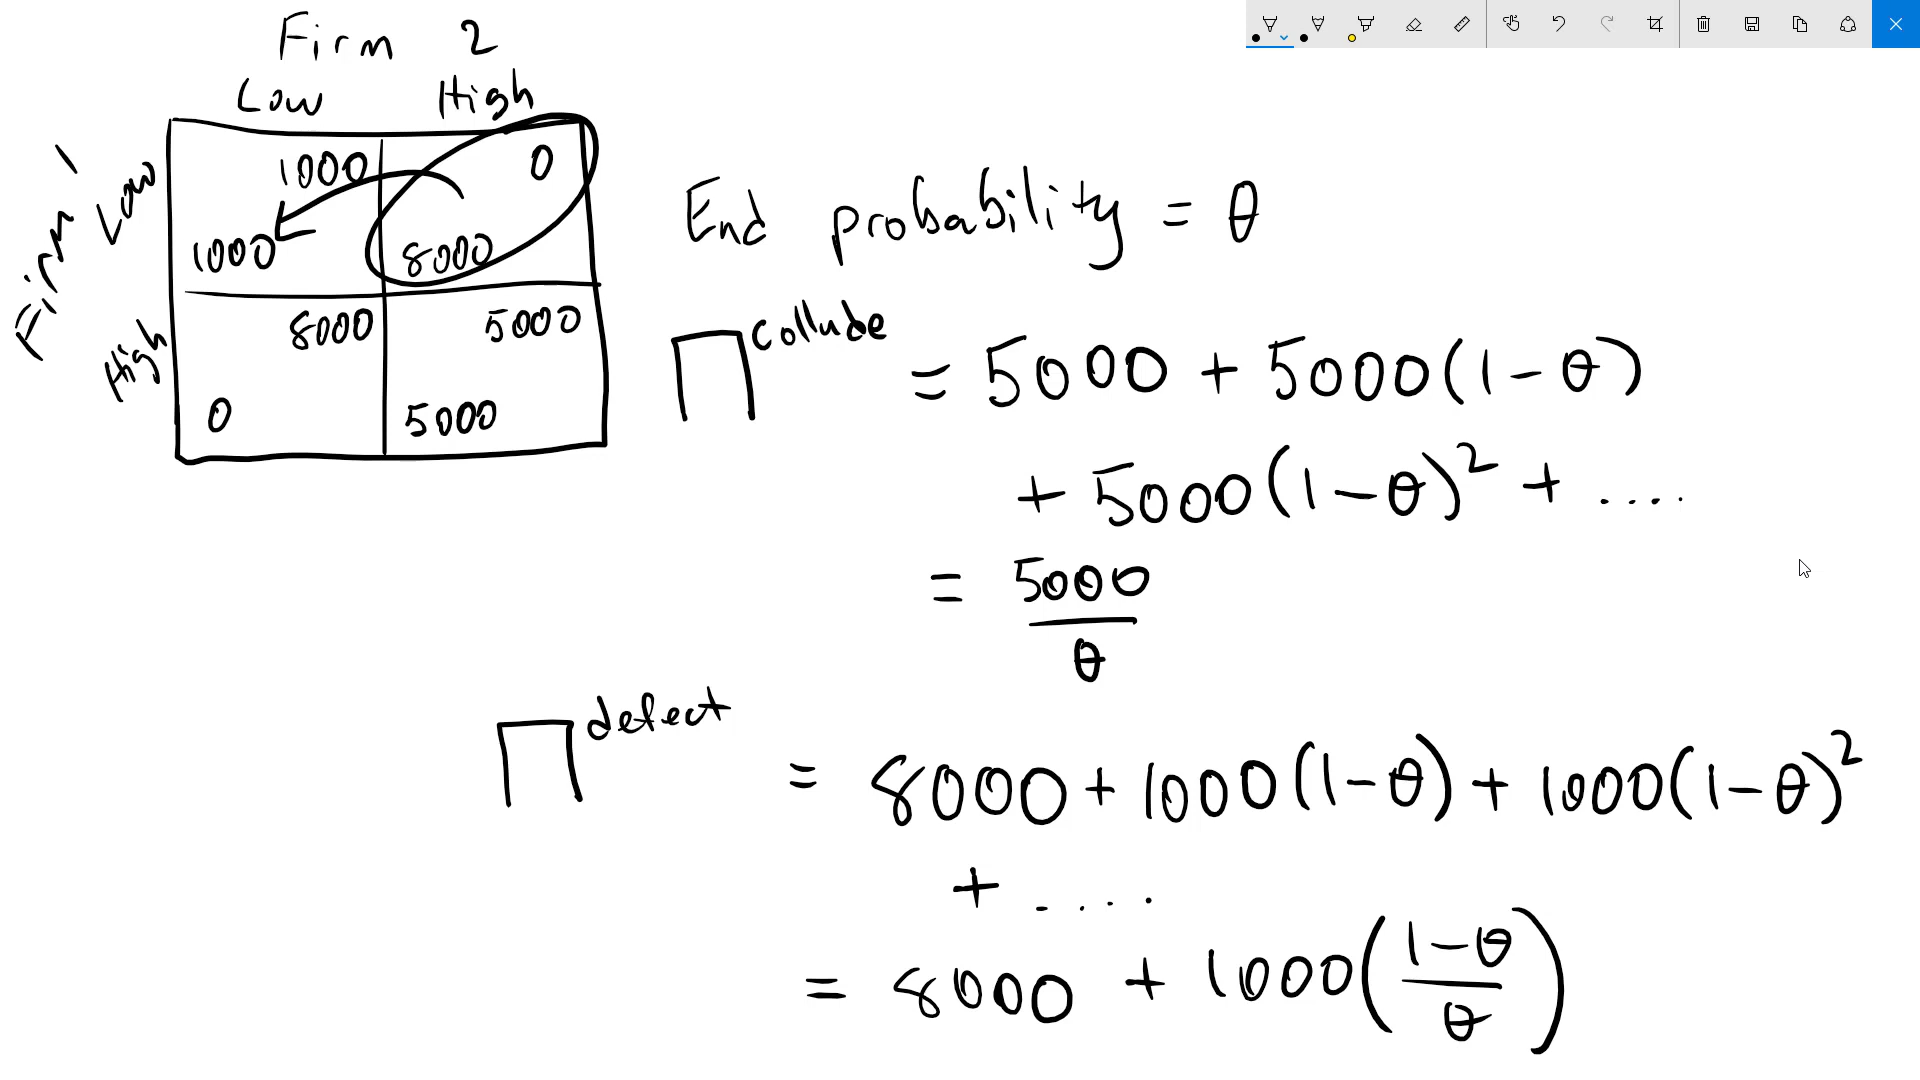 Firm 2
Low High
Firm 1
Low
High
1000 0
1000 8000
8000 5000
0 5000
End probability = θ
∏^collude = 5000 + 5000(1-θ)
+ 5000(1-θ)² + ....
= 5000/θ
∏^defect = 8000 + 1000(1-θ) + 1000(1-θ)²
+ ....
= 8000 + 1000((1-θ)/θ)